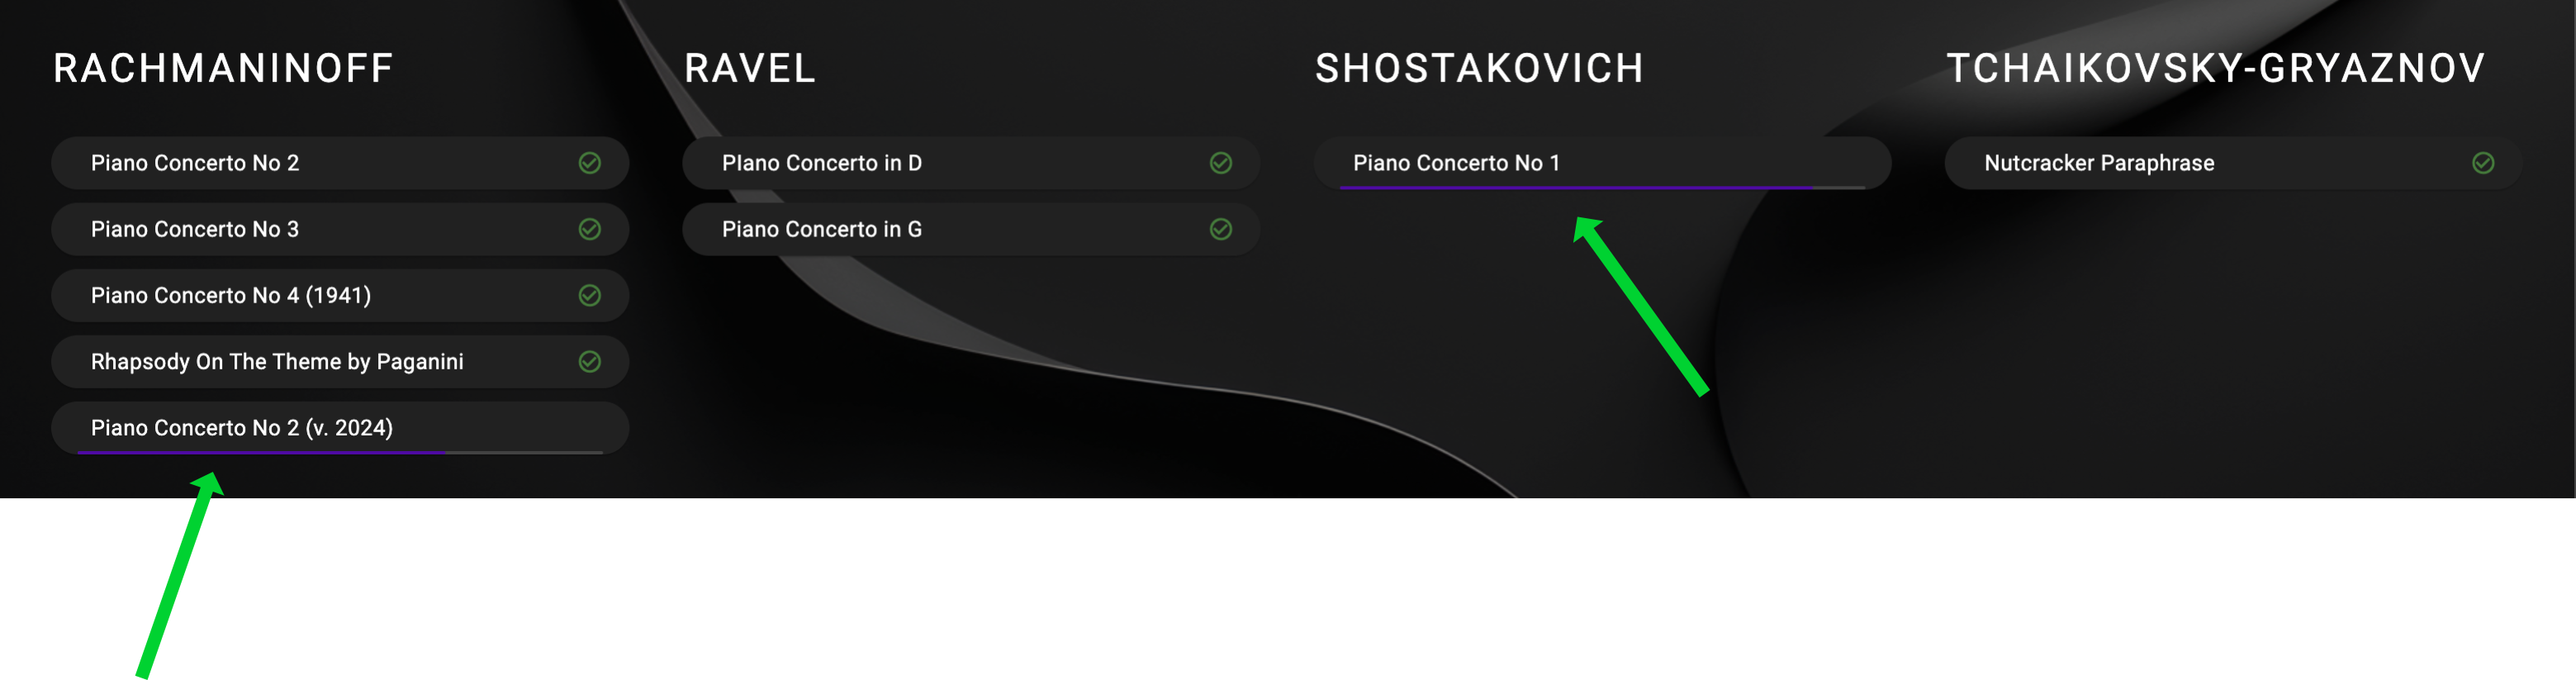 RACHMANINOFF
Piano Concerto No 2
Piano Concerto No 3
Piano Concerto No 4 (1941)
Rhapsody On The Theme by Paganini
Piano Concerto No 2 (v. 2024)
RAVEL
PIano Concerto in D
Piano Concerto in G
SHOSTAKOVICH
Piano Concerto No 1
TCHAIKOVSKY-GRYAZNOV
Nutcracker Paraphrase